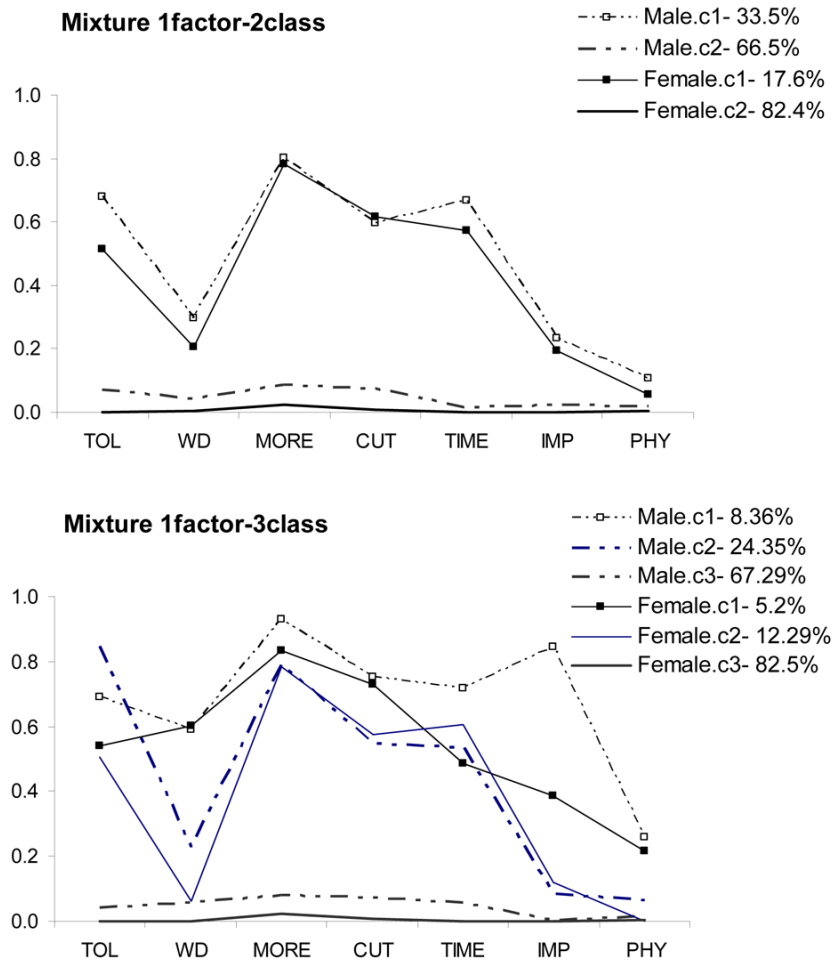 Mixture 1factor-2class
Male.c1- 33.5%
Male.c2- 66.5%
Female.c1- 17.6%
Female.c2- 82.4%
1.0
0.8
0.6
0.4
0.2
0.0
TOL WD MORE CUT TIME IMP PHY
Mixture 1factor-3class
Male.c1- 8.36%
Male.c2- 24.35%
Male.c3- 67.29%
Female.c1- 5.2%
Female.c2- 12.29%
Female.c3- 82.5%
1.0
0.8
0.6
0.4
0.2
0.0
TOL WD MORE CUT TIME IMP PHY